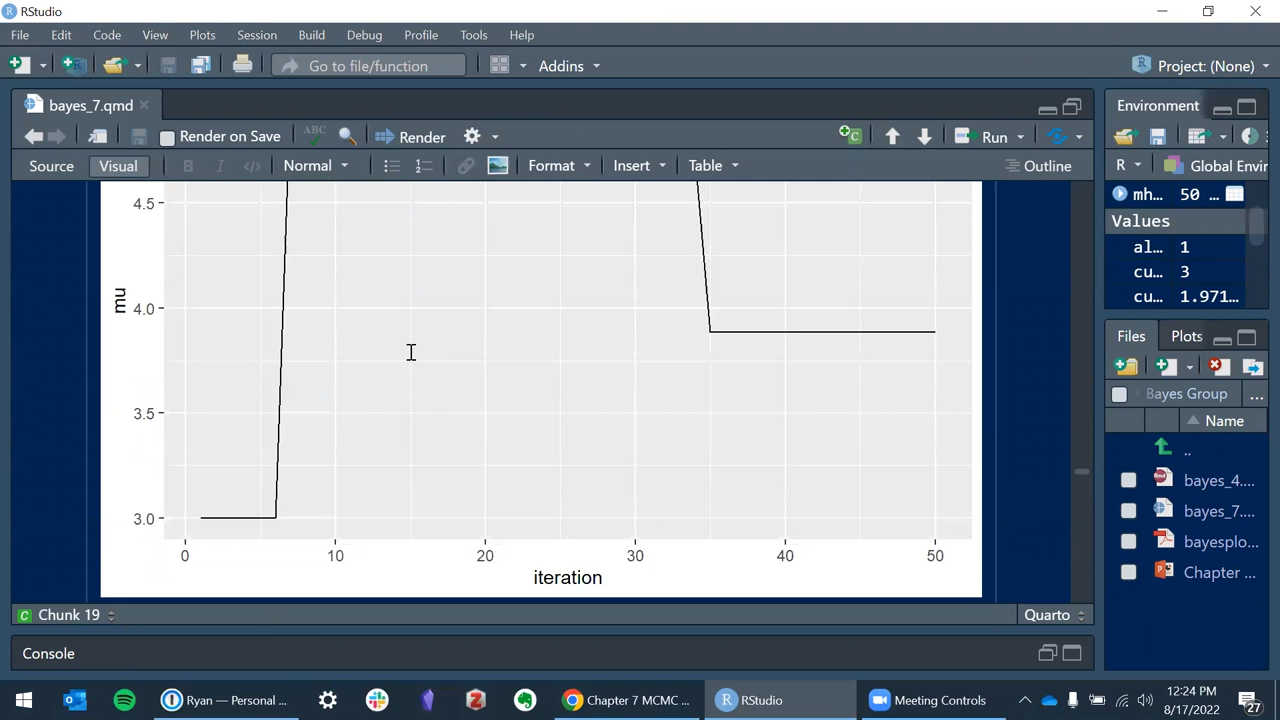 RStudio
File Edit Code View Plots Session Build Debug Profile Tools Help
Go to file/function Addins Project: (None)
bayes_7.qmd
Render on Save ABC Render Run
Source Visual B I </> Normal Format Insert Table Outline
4.5
4.0
3.5
3.0
mu
0 10 20 30 40 50
iteration
C Chunk 19 Quarto
Console
Environment
R Global Envi
mh... 50 ...
Values
al... 1
cu... 3
cu... 1.971...
Files Plots
Bayes Group ...
Name
..
bayes_4....
bayes_7....
bayesplo...
Chapter ...
Ryan — Personal ... Chapter 7 MCMC ... RStudio Meeting Controls
12:24 PM
8/17/2022
27